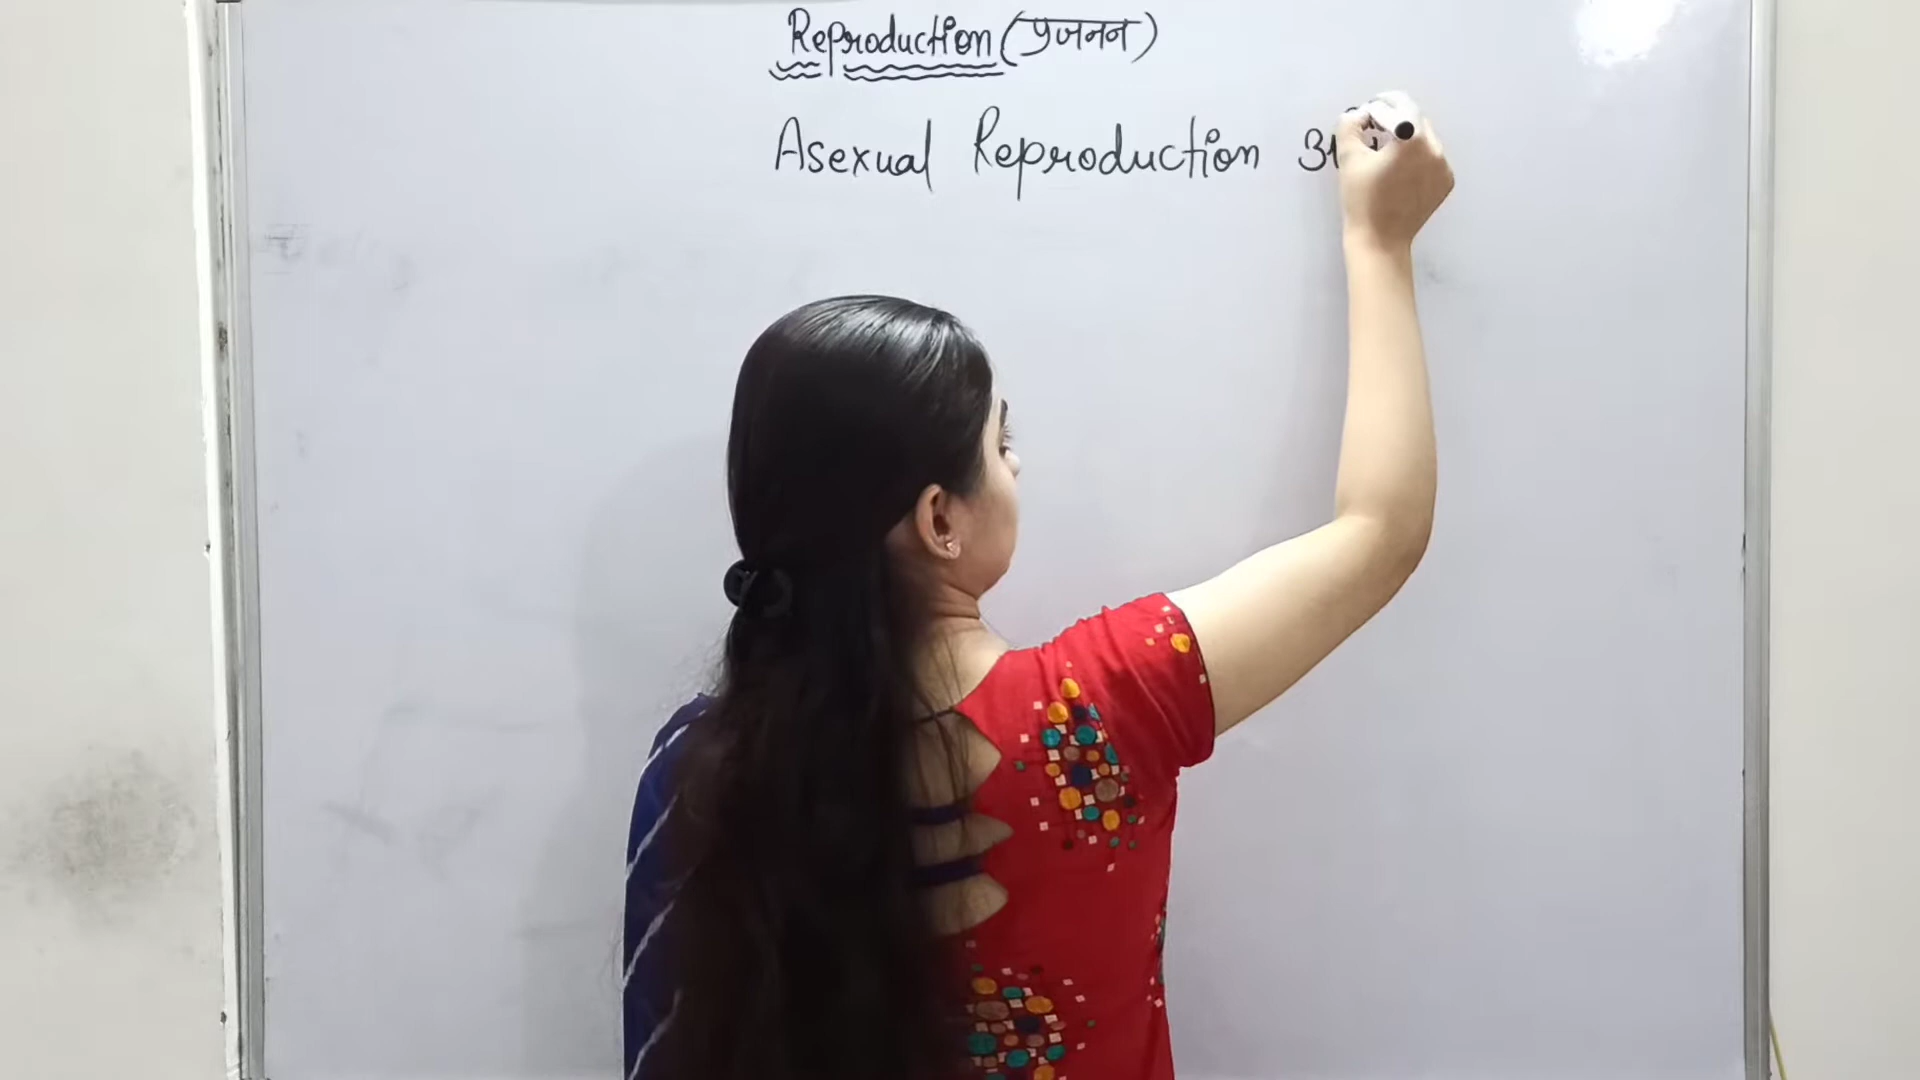 Reproduction (प्रजनन)
Asexual Reproduction